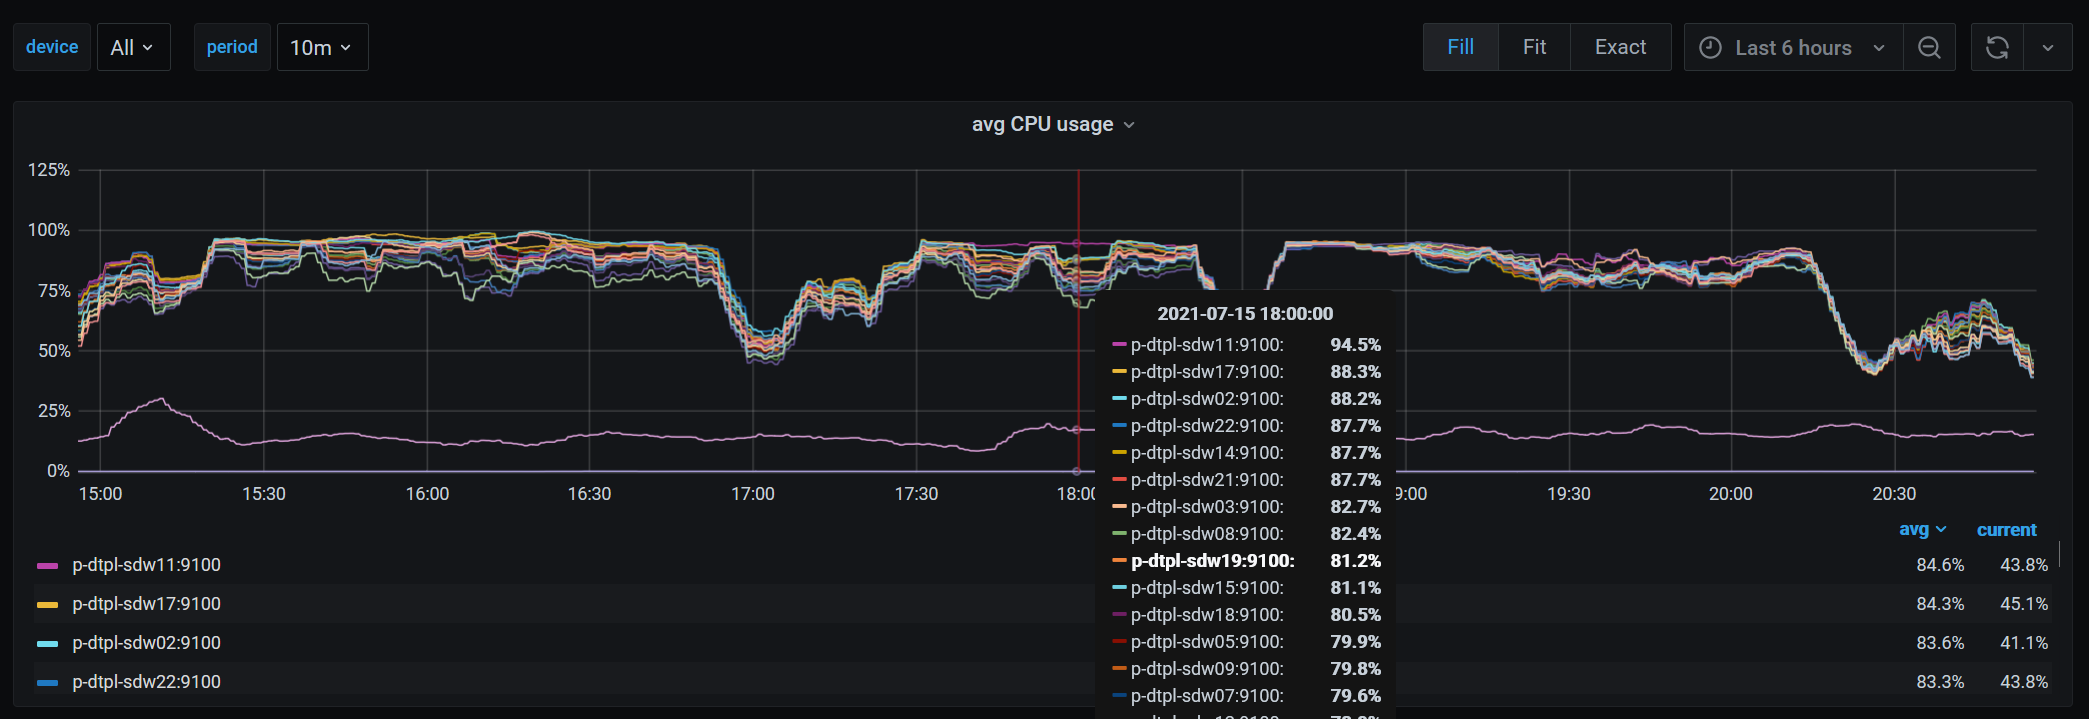 device All period 10m Fill Fit Exact Last 6 hours
avg CPU usage
125%
100%
75%
50%
25%
0%
15:00 15:30 16:00 16:30 17:00 17:30 18:00 9:00 19:30 20:00 20:30
2021-07-15 18:00:00
p-dtpl-sdw11:9100: 94.5%
p-dtpl-sdw17:9100: 88.3%
p-dtpl-sdw02:9100: 88.2%
p-dtpl-sdw22:9100: 87.7%
p-dtpl-sdw14:9100: 87.7%
p-dtpl-sdw21:9100: 87.7%
p-dtpl-sdw03:9100: 82.7%
p-dtpl-sdw08:9100: 82.4%
p-dtpl-sdw19:9100: 81.2%
p-dtpl-sdw15:9100: 81.1%
p-dtpl-sdw18:9100: 80.5%
p-dtpl-sdw05:9100: 79.9%
p-dtpl-sdw09:9100: 79.8%
p-dtpl-sdw07:9100: 79.6%
avg current
p-dtpl-sdw11:9100 84.6% 43.8%
p-dtpl-sdw17:9100 84.3% 45.1%
p-dtpl-sdw02:9100 83.6% 41.1%
p-dtpl-sdw22:9100 83.3% 43.8%